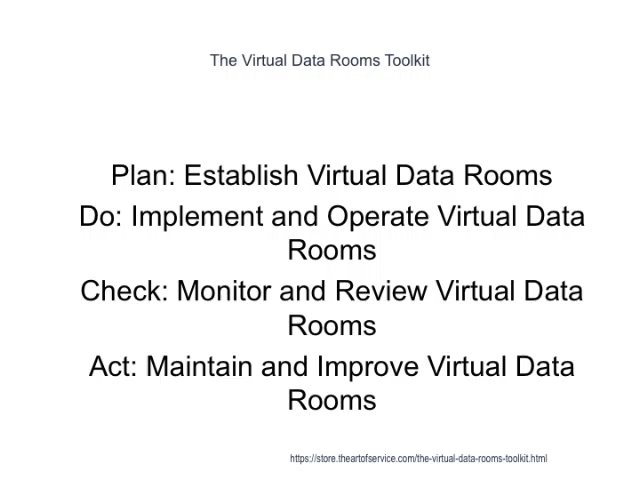 The Virtual Data Rooms Toolkit
Plan: Establish Virtual Data Rooms
Do: Implement and Operate Virtual Data
Rooms
Check: Monitor and Review Virtual Data
Rooms
Act: Maintain and Improve Virtual Data
Rooms
https://store.theartofservice.com/the-virtual-data-rooms-toolkit.html